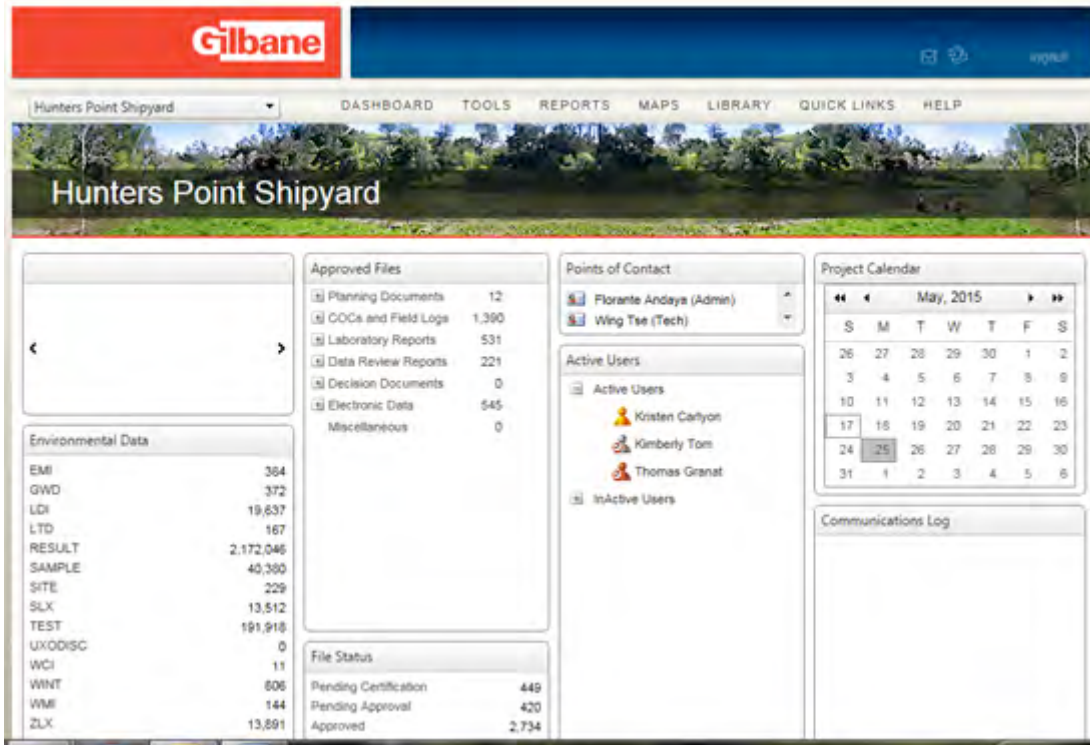 Gilbane
logout
Hunters Point Shipyard
DASHBOARD TOOLS REPORTS MAPS LIBRARY QUICK LINKS HELP
Hunters Point Shipyard
Environmental Data
EMI 364
GWD 372
LDI 19,637
LTD 167
RESULT 2,172,046
SAMPLE 40,380
SITE 229
SLX 13,512
TEST 191,918
UXODISC 0
WCI 11
WINT 606
WMI 144
ZLX 13,891
Approved Files
Planning Documents 12
COCs and Field Logs 1,390
Laboratory Reports 531
Data Review Reports 221
Decision Documents 0
Electronic Data 545
Miscellaneous 0
File Status
Pending Certification 449
Pending Approval 420
Approved 2,734
Points of Contact
Florante Andaya (Admin)
Wing Tse (Tech)
Active Users
Active Users
Kristen Carlyon
Kimberly Tom
Thomas Granat
InActive Users
Project Calendar
May, 2015
S M T W T F S
26 27 28 29 30 1 2
3 4 5 6 7 8 9
10 11 12 13 14 15 16
17 18 19 20 21 22 23
24 25 26 27 28 29 30
31 1 2 3 4 5 6
Communications Log